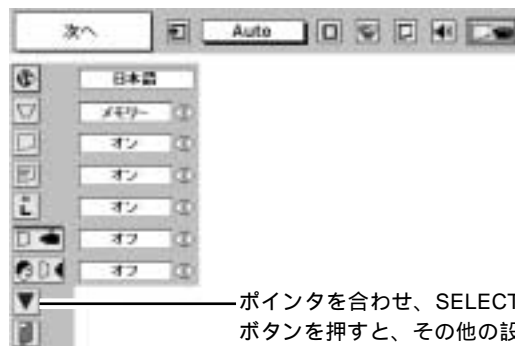 次へ
Auto
日本語
メモリー
オン
オン
オン
オフ
オフ
ポインタを合わせ、SELECT
ボタンを押すと、その他の設